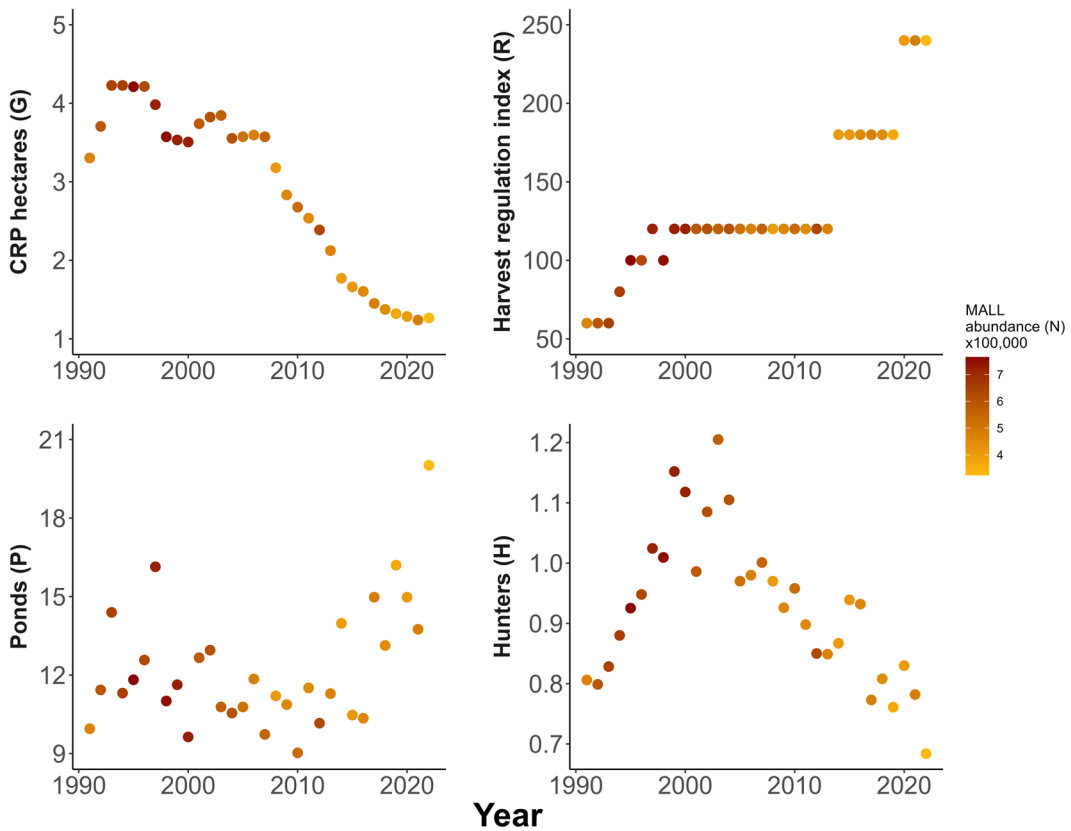 CRP hectares (G)
5
4
3
2
1
1990 2000 2010 2020
Harvest regulation index (R)
250
200
150
100
50
1990 2000 2010 2020
MALL
abundance (N)
x100,000
7
6
5
4
Ponds (P)
21
18
15
12
9
1990 2000 2010 2020
Hunters (H)
1.2
1.1
1.0
0.9
0.8
0.7
1990 2000 2010 2020
Year